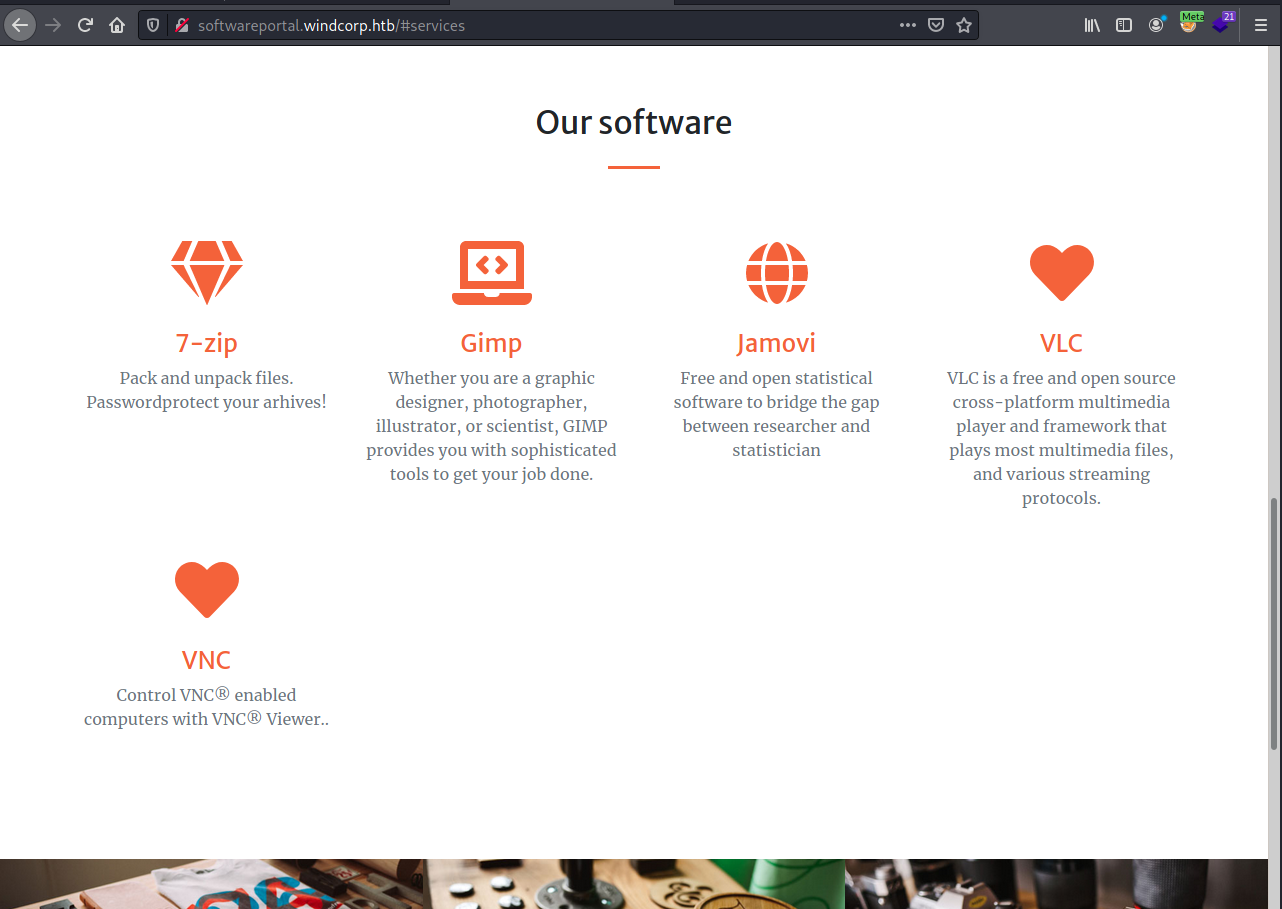 softwareportal.windcorp.htb/#services
Meta
21
Our software
7-zip
Pack and unpack files.
Passwordprotect your arhives!
Gimp
Whether you are a graphic
designer, photographer,
illustrator, or scientist, GIMP
provides you with sophisticated
tools to get your job done.
Jamovi
Free and open statistical
software to bridge the gap
between researcher and
statistician
VLC
VLC is a free and open source
cross-platform multimedia
player and framework that
plays most multimedia files,
and various streaming
protocols.
VNC
Control VNC® enabled
computers with VNC® Viewer..